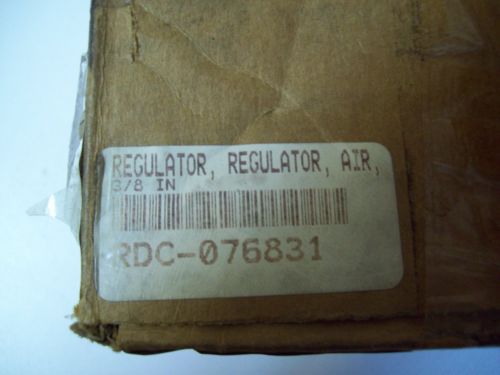 REGULATOR, REGULATOR, AIR,
3/8 IN
RDC-076831